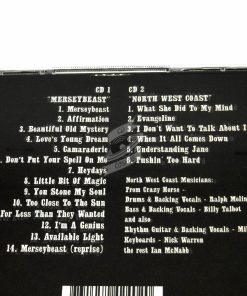 CD 1
"MERSEYBEAST"
1. Merseybeast
2. Affirmation
3. Beautiful Old Mystery
4. Love's Young Dream
5. Camaraderie
Don't Put Your Spell On Me
7. Heydays
8. Little Bit Of Magic
9. You Stone My Soul
10. Too Close To The Sun
For Less Than They Wanted
12. I'm A Genius
13. Available Light
14. Merseybeast (reprise)
CD 2
"NORTH WEST COAST"
1. What She Did To My Mind
2. Evangeline
3. I Don't Want To Talk About I
4. When It All Comes Down
5. Understanding Jane
6. Pushin' Too Hard
North West Coast Musicians:
From Crazy Horse -
Drums & Backing Vocals - Ralph Molin
Bass & Backing Vocals - Billy Talbot
and also
Rhythm Guitar & Backing Vocals - Mi
Keyboards - Nick Warren
the rest Ian McNabb